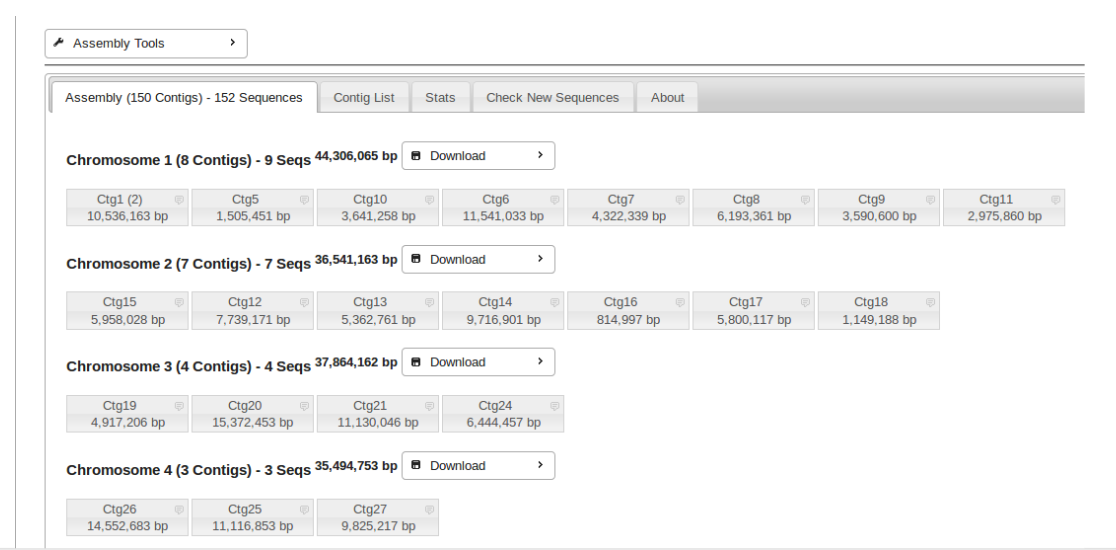 Assembly Tools
Assembly (150 Contigs) - 152 Sequences Contig List Stats Check New Sequences About
Chromosome 1 (8 Contigs) - 9 Seqs 44,306,065 bp Download
Ctg1 (2) Ctg5 Ctg10 Ctg6 Ctg7 Ctg8 Ctg9 Ctg11
10,536,163 bp 1,505,451 bp 3,641,258 bp 11,541,033 bp 4,322,339 bp 6,193,361 bp 3,590,600 bp 2,975,860 bp
Chromosome 2 (7 Contigs) - 7 Seqs 36,541,163 bp Download
Ctg15 Ctg12 Ctg13 Ctg14 Ctg16 Ctg17 Ctg18
5,958,028 bp 7,739,171 bp 5,362,761 bp 9,716,901 bp 814,997 bp 5,800,117 bp 1,149,188 bp
Chromosome 3 (4 Contigs) - 4 Seqs 37,864,162 bp Download
Ctg19 Ctg20 Ctg21 Ctg24
4,917,206 bp 15,372,453 bp 11,130,046 bp 6,444,457 bp
Chromosome 4 (3 Contigs) - 3 Seqs 35,494,753 bp Download
Ctg26 Ctg25 Ctg27
14,552,683 bp 11,116,853 bp 9,825,217 bp